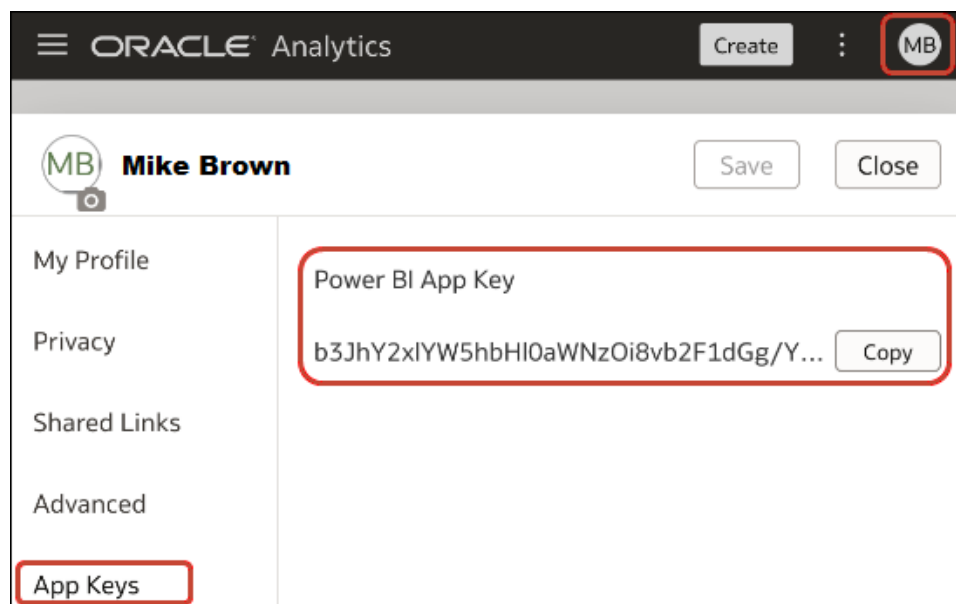 ORACLE Analytics
Create
MB
MB
Mike Brown
Save
Close
My Profile
Privacy
Shared Links
Advanced
App Keys
Power BI App Key
b3JhY2xlYW5hbHl0aWNzOi8vb2F1dGg/Y...
Copy